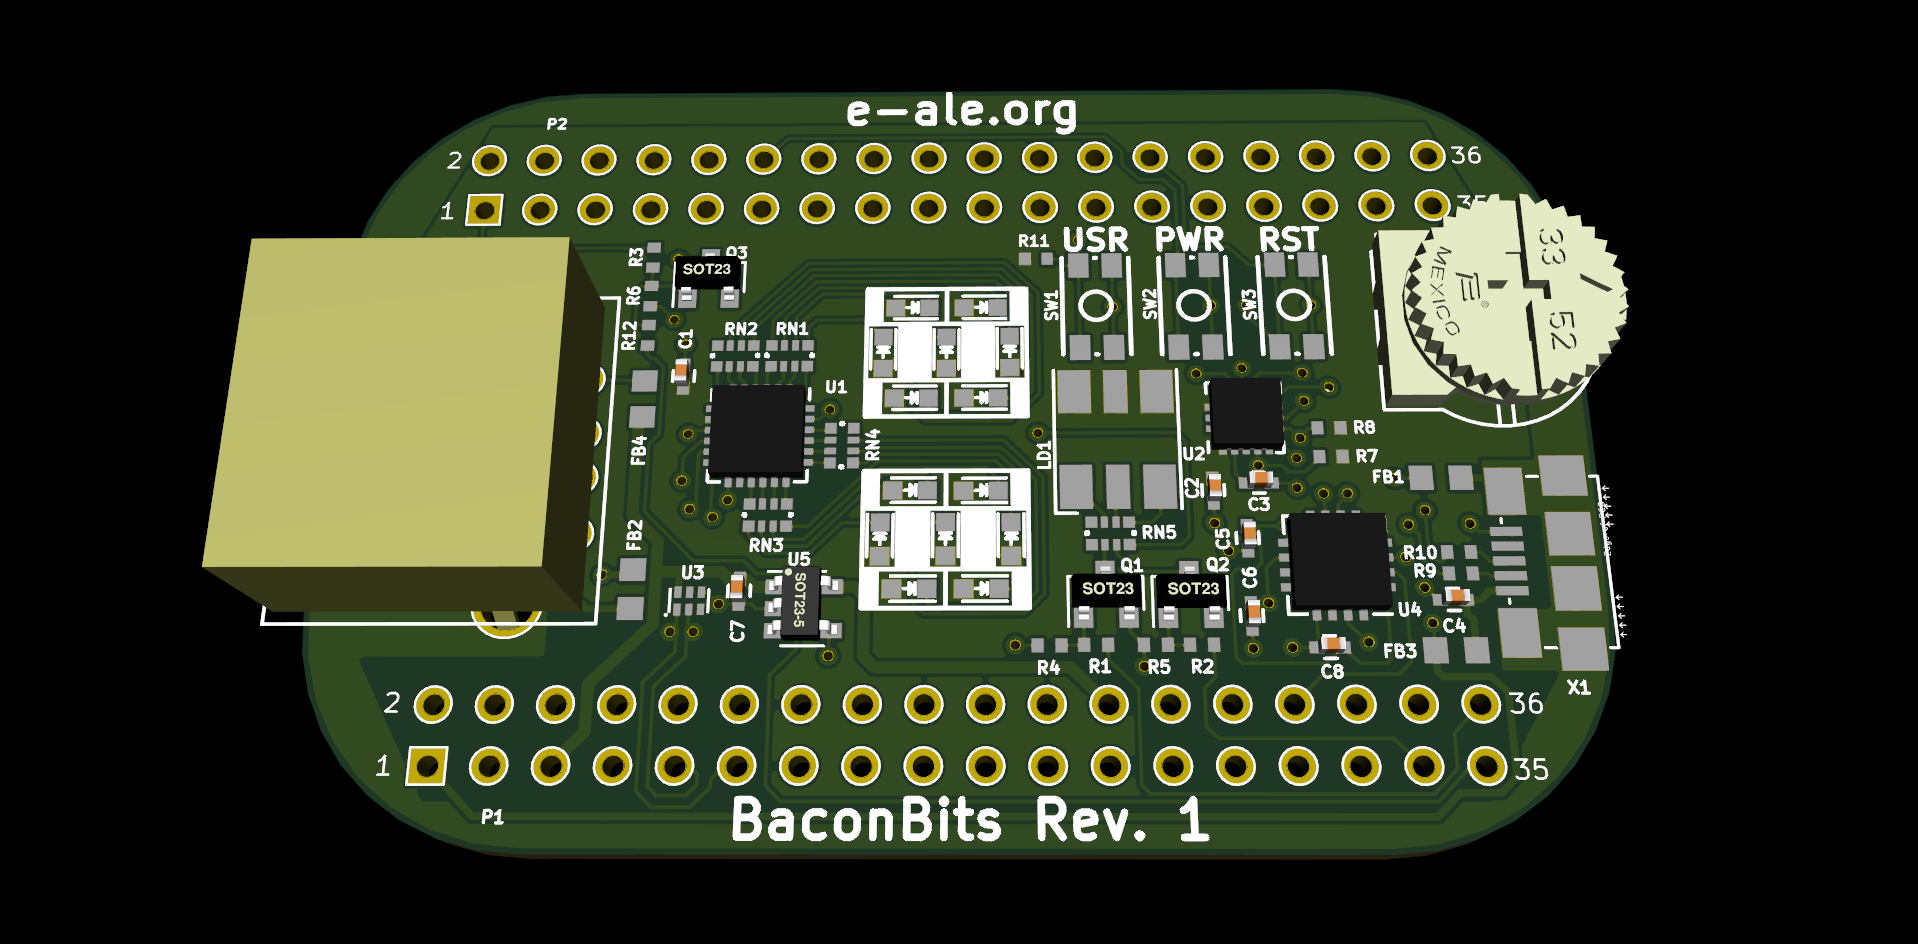 e-ale.org
P2
2
36
1
35
USR PWR RST
R11
SW1
SW2
SW3
R3
R6
R12
Q3
SOT23
C1
RN2 RN1
U1
RN4
RN3
FB4
FB2
U3
C7
U5
SOT23-5
LD1
RN5
U2
C2
C3
C5
C6
R8
R7
FB1
R10
R9
U4
C4
FB3
C8
X1
Q1
SOT23
Q2
SOT23
R4 R1 R5 R2
33
52
MEXICO
E
®
2
36
1
35
P1
BaconBits Rev. 1